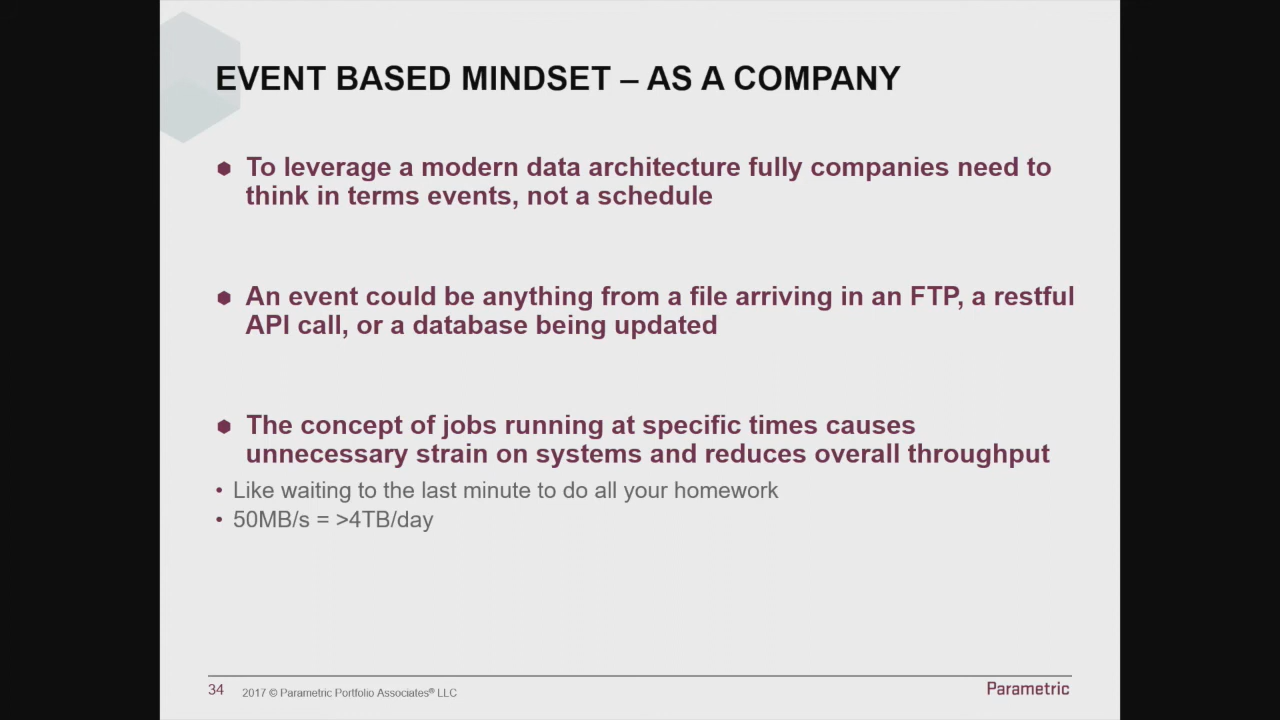 EVENT BASED MINDSET – AS A COMPANY
To leverage a modern data architecture fully companies need to
think in terms events, not a schedule
An event could be anything from a file arriving in an FTP, a restful
API call, or a database being updated
The concept of jobs running at specific times causes
unnecessary strain on systems and reduces overall throughput
• Like waiting to the last minute to do all your homework
• 50MB/s = >4TB/day
34 2017 © Parametric Portfolio Associates® LLC
Parametric